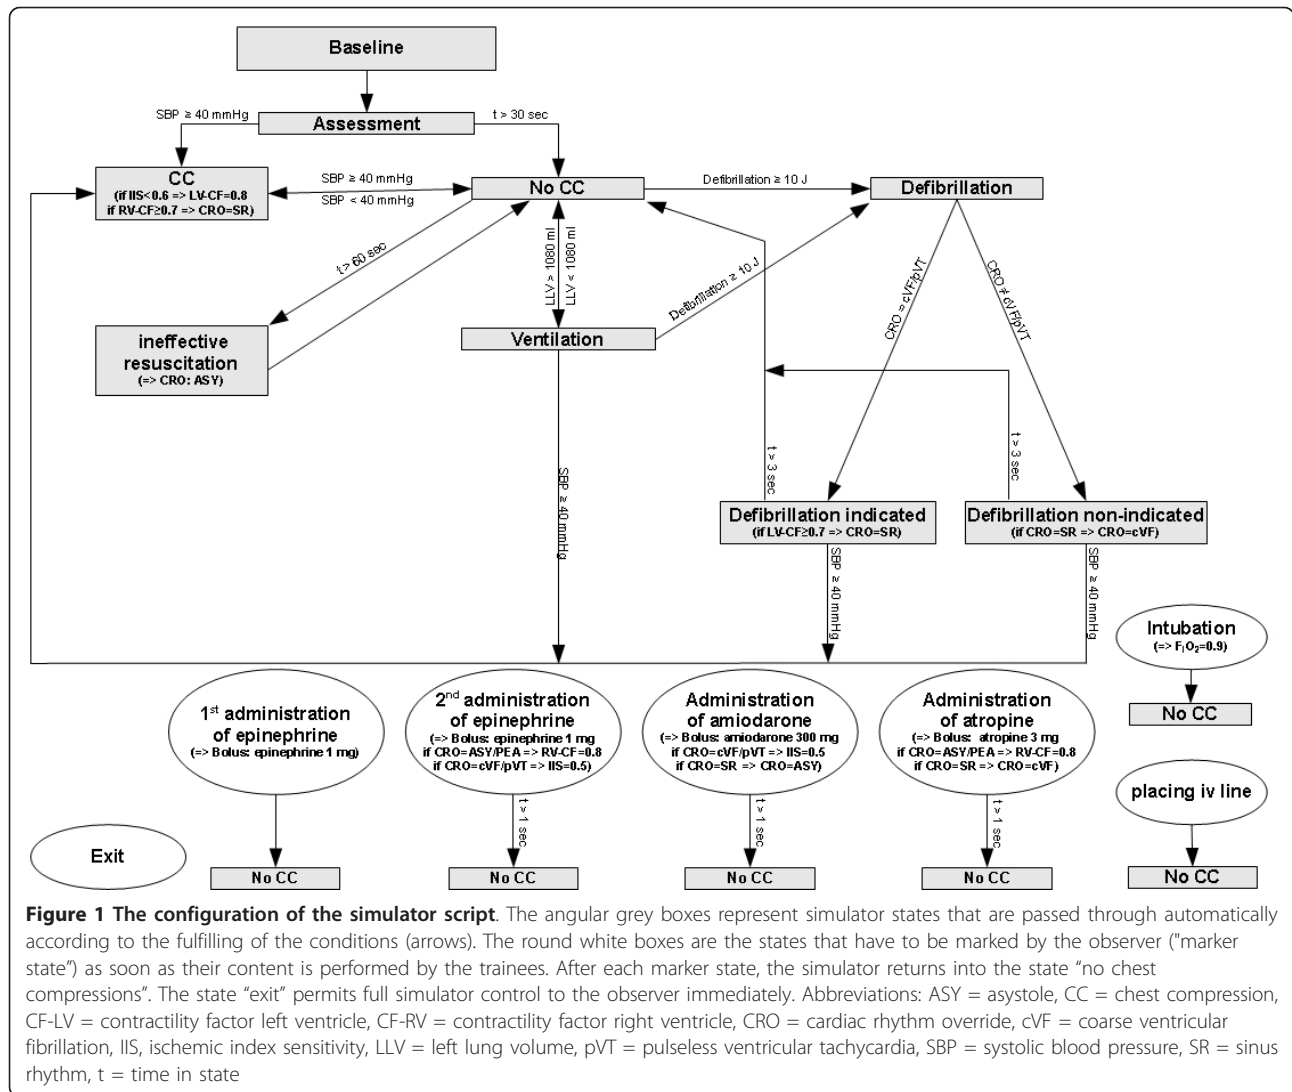 Baseline
SBP ≥ 40 mmHg
Assessment
t > 30 sec
CC
(if IIS<0.6 => LV-CF=0.8
if RV-CF≥0.7 => CRO=SR)
SBP ≥ 40 mmHg
SBP < 40 mmHg
No CC
Defibrillation ≥ 10 J
Defibrillation
t > 60 sec
LLV > 1080 ml
LLV < 1080 ml
Defibrillation ≥ 10 J
CRO = cVF/pVT
CRO ≠ cVF/pVT
ineffective
resuscitation
(=> CRO: ASY)
Ventilation
SBP ≥ 40 mmHg
t > 3 sec
t > 3 sec
Defibrillation indicated
(if LV-CF≥0.7 => CRO=SR)
Defibrillation non-indicated
(if CRO=SR => CRO=cVF)
SBP ≥ 40 mmHg
SBP ≥ 40 mmHg
Intubation
(=> FIO2=0.9)
No CC
1st administration
of epinephrine
(=> Bolus: epinephrine 1 mg)
No CC
2nd administration
of epinephrine
(=> Bolus: epinephrine 1 mg
if CRO=ASY/PEA => RV-CF=0.8
if CRO=cVF/pVT => IIS=0.5)
t > 1 sec
No CC
Administration
of amiodarone
(=> Bolus: amiodarone 300 mg
if CRO=cVF/pVT => IIS=0.5
if CRO=SR => CRO=ASY)
t > 1 sec
No CC
Administration
of atropine
(=> Bolus: atropine 3 mg
if CRO=ASY/PEA => RV-CF=0.8
if CRO=SR => CRO=cVF)
t > 1 sec
No CC
placing iv line
No CC
Exit
Figure 1 The configuration of the simulator script. The angular grey boxes represent simulator states that are passed through automatically
according to the fulfilling of the conditions (arrows). The round white boxes are the states that have to be marked by the observer ("marker
state") as soon as their content is performed by the trainees. After each marker state, the simulator returns into the state “no chest
compressions”. The state “exit” permits full simulator control to the observer immediately. Abbreviations: ASY = asystole, CC = chest compression,
CF-LV = contractility factor left ventricle, CF-RV = contractility factor right ventricle, CRO = cardiac rhythm override, cVF = coarse ventricular
fibrillation, IIS, ischemic index sensitivity, LLV = left lung volume, pVT = pulseless ventricular tachycardia, SBP = systolic blood pressure, SR = sinus
rhythm, t = time in state